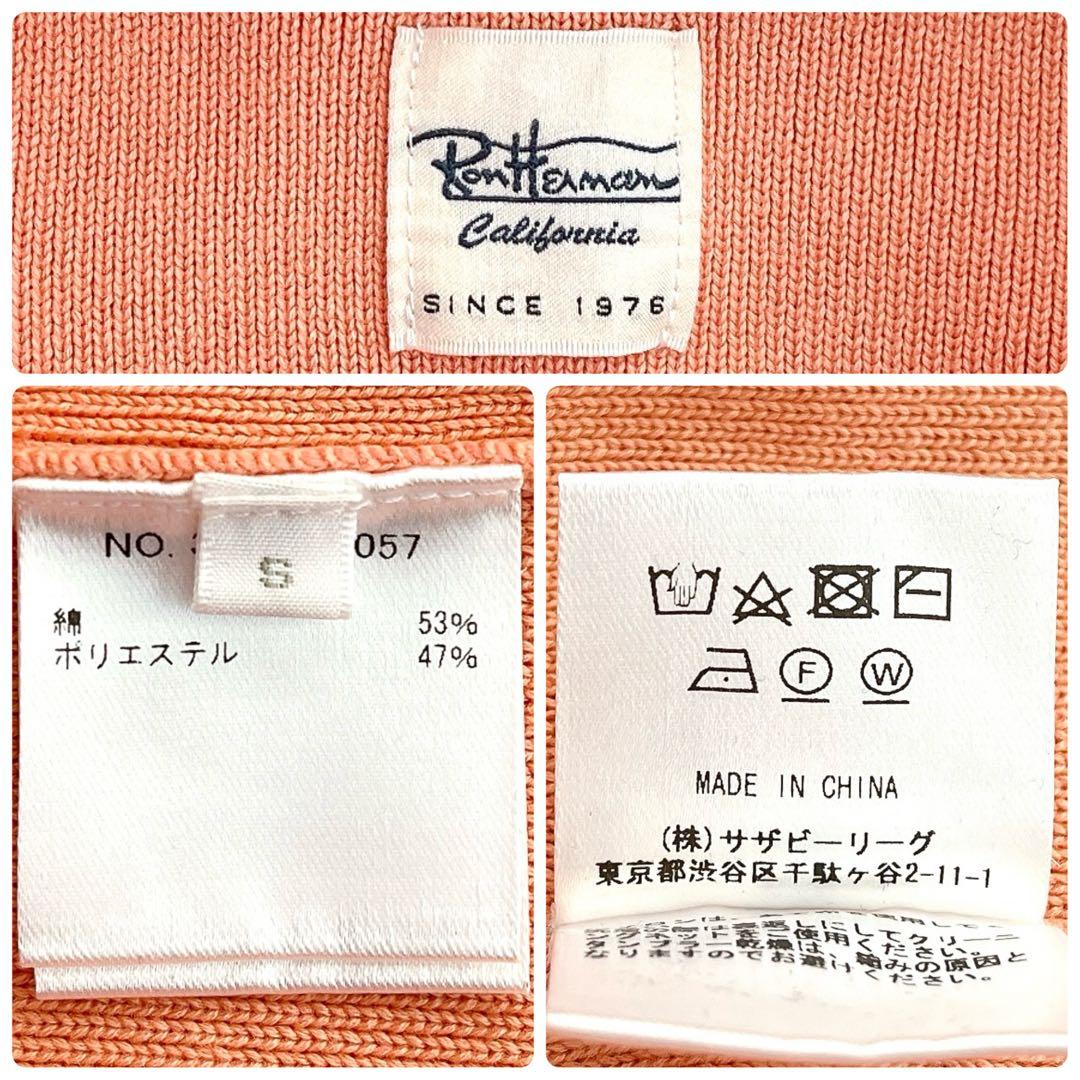 Ron Herman
California
SINCE 1976
NO. 3 057
S
綿 53%
ポリエステル 47%
F W
MADE IN CHINA
(株)サザビーリーグ
東京都渋谷区千駄ヶ谷2-11-1